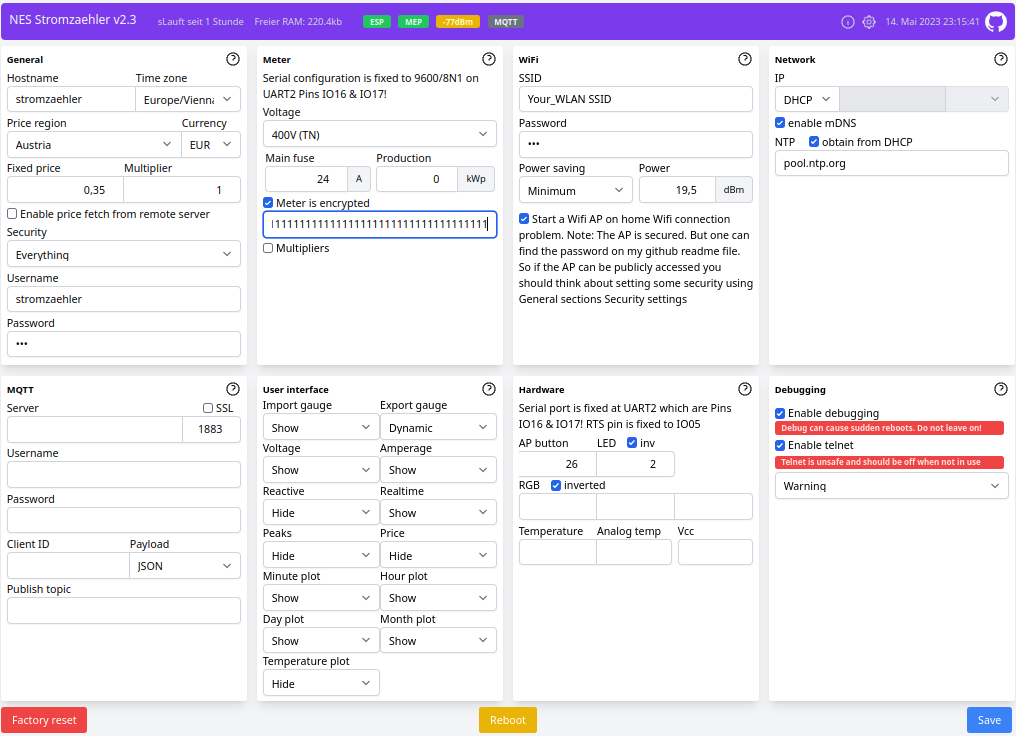 NES Stromzaehler v2.3 sLauft seit 1 Stunde Freier RAM: 220.4kb ESP MEP -77dBm MQTT 14. Mai 2023 23:15:41
General
Hostname Time zone
stromzaehler Europe/Vienna
Price region Currency
Austria EUR
Fixed price Multiplier
0,35 1
Enable price fetch from remote server
Security
Everything
Username
stromzaehler
Password
•••
Meter
Serial configuration is fixed to 9600/8N1 on
UART2 Pins IO16 & IO17!
Voltage
400V (TN)
Main fuse Production
24 A 0 kWp
Meter is encrypted
Multipliers
WiFi
SSID
Your_WLAN SSID
Password
•••
Power saving Power
Minimum 19,5 dBm
Start a Wifi AP on home Wifi connection
problem. Note: The AP is secured. But one can
find the password on my github readme file.
So if the AP can be publicly accessed you
should think about setting some security using
General sections Security settings
Network
IP
DHCP
enable mDNS
NTP obtain from DHCP
pool.ntp.org
MQTT
Server SSL
1883
Username
Password
Client ID Payload
JSON
Publish topic
User interface
Import gauge Export gauge
Show Dynamic
Voltage Amperage
Show Show
Reactive Realtime
Hide Show
Peaks Price
Hide Hide
Minute plot Hour plot
Show Show
Day plot Month plot
Show Show
Temperature plot
Hide
Hardware
Serial port is fixed at UART2 which are Pins
IO16 & IO17! RTS pin is fixed to IO05
AP button LED inv
26 2
RGB inverted
Temperature Analog temp Vcc
Debugging
Enable debugging
Debug can cause sudden reboots. Do not leave on!
Enable telnet
Telnet is unsafe and should be off when not in use
Warning
Factory reset Reboot Save